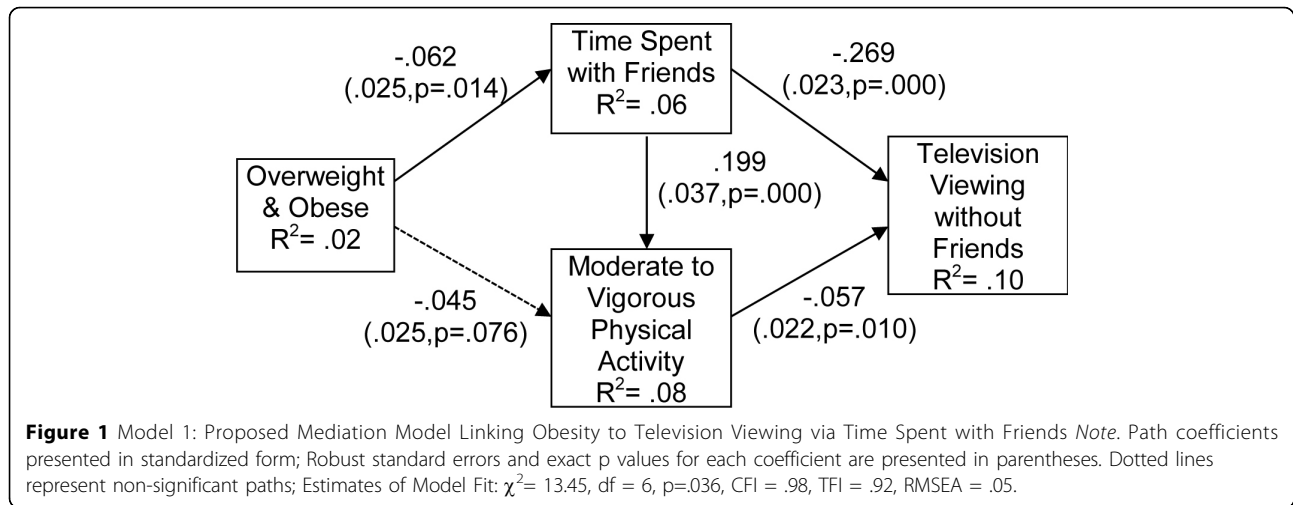 -.062
(.025,p=.014)
Time Spent
with Friends
R²= .06
-.269
(.023,p=.000)
Overweight
& Obese
R²= .02
.199
(.037,p=.000)
Television
Viewing
without
Friends
R²= .10
-.045
(.025,p=.076)
Moderate to
Vigorous
Physical
Activity
R²= .08
-.057
(.022,p=.010)
Figure 1 Model 1: Proposed Mediation Model Linking Obesity to Television Viewing via Time Spent with Friends Note. Path coefficients
presented in standardized form; Robust standard errors and exact p values for each coefficient are presented in parentheses. Dotted lines
represent non-significant paths; Estimates of Model Fit: χ²= 13.45, df = 6, p=.036, CFI = .98, TFI = .92, RMSEA = .05.